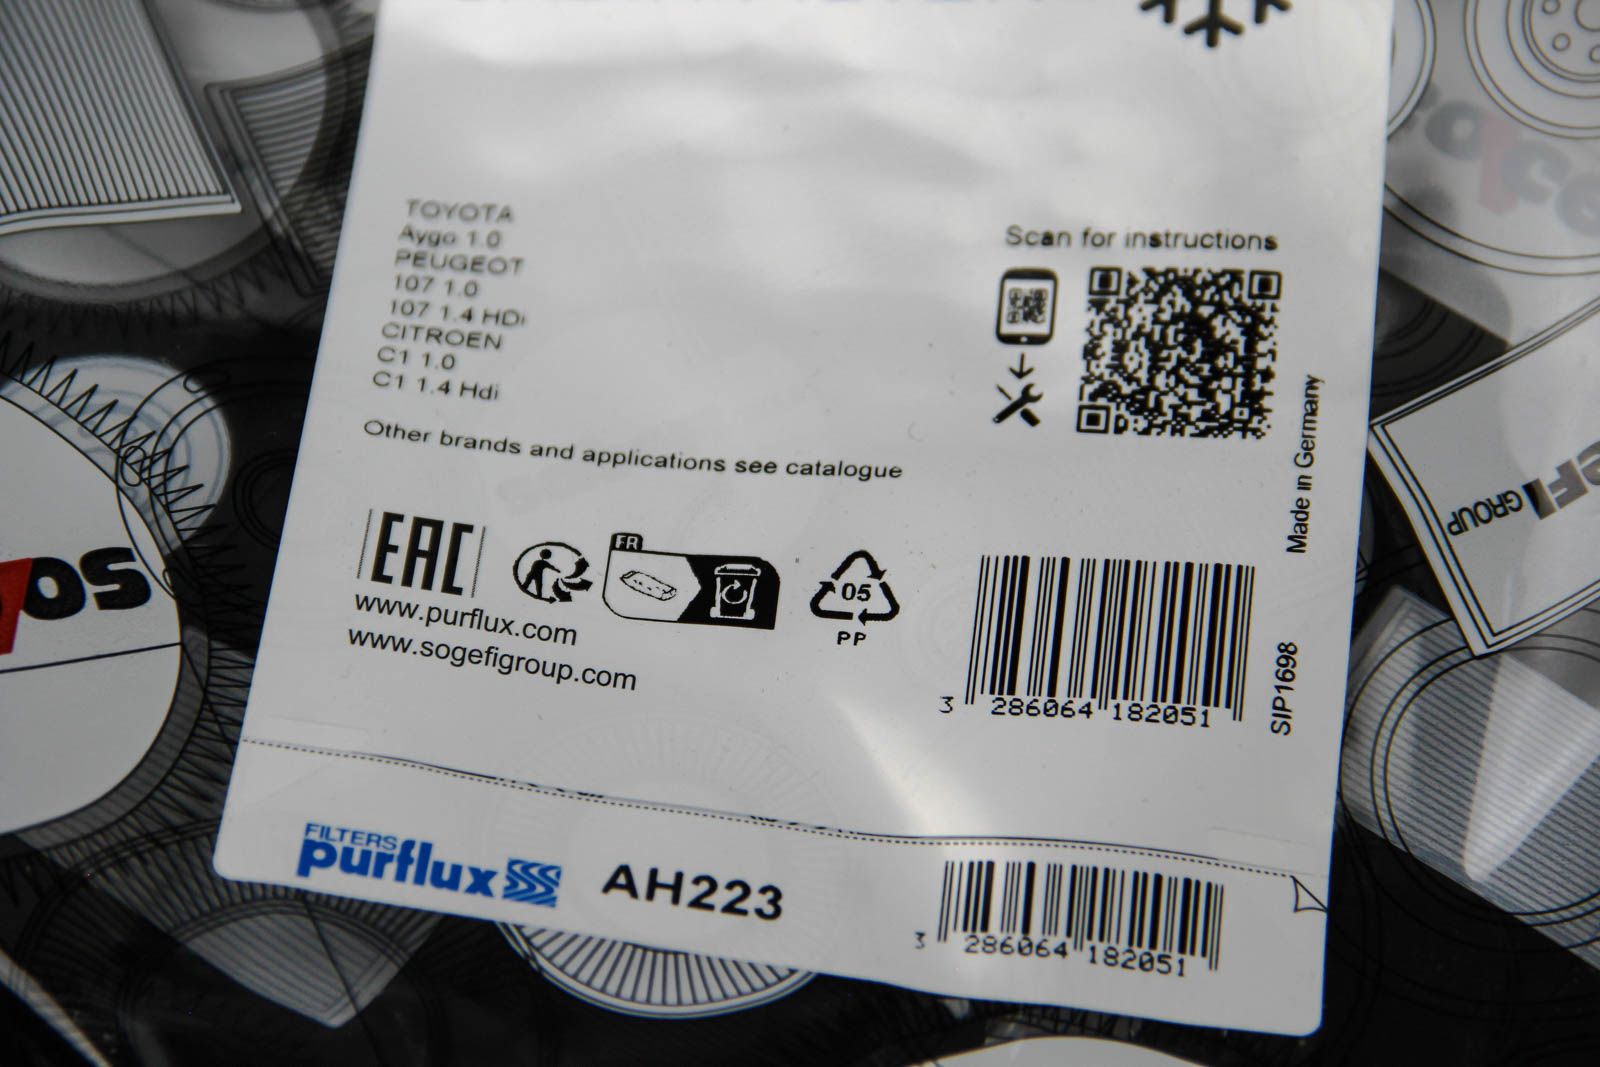 TOYOTA
Aygo 1.0
PEUGEOT
107 1.0
107 1.4 HDi
CITROEN
C1 1.0
C1 1.4 Hdi
Other brands and applications see catalogue
Scan for instructions
Made in Germany
EAC
FR
05
PP
www.purflux.com
www.sogefigroup.com
3 286064 182051
SIP1698
FILTERS
purflux
AH223
3 286064 182051
GROUP